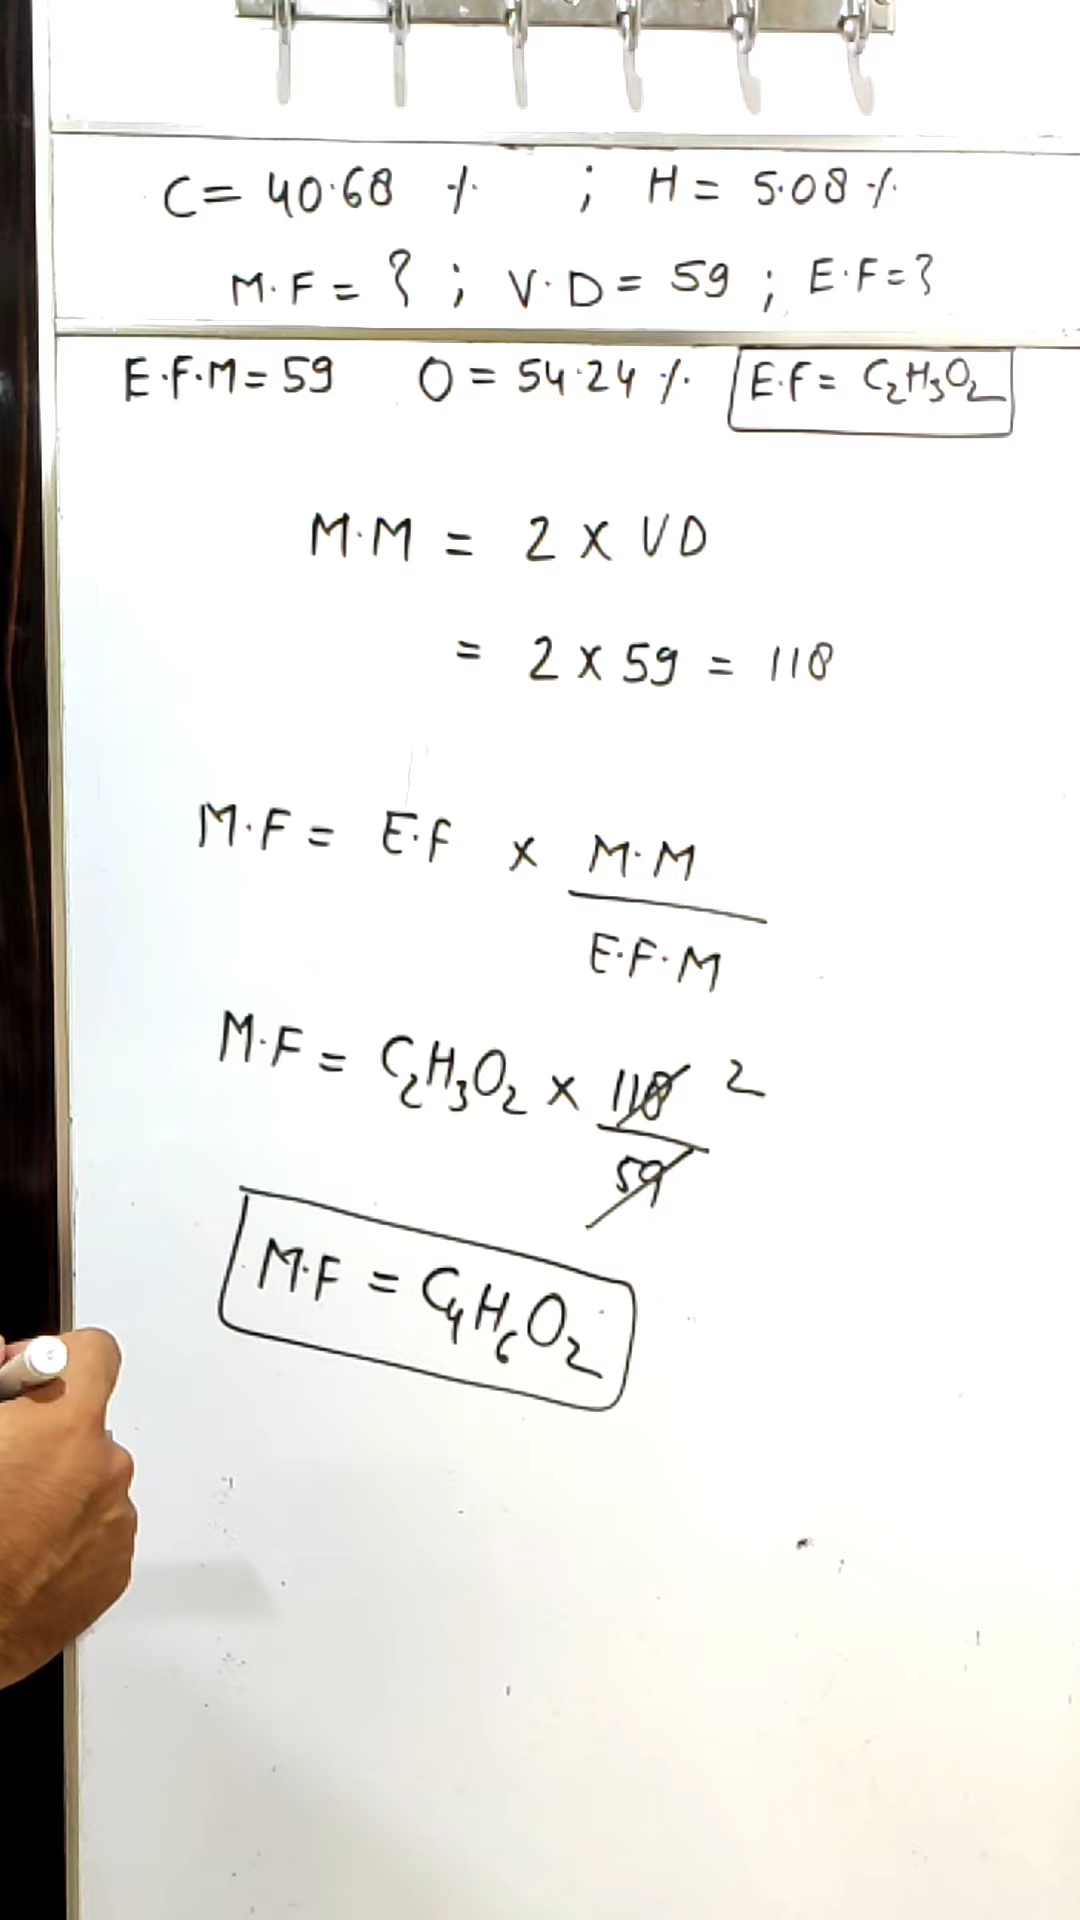 C = 40.68 % ; H = 5.08 %
M.F = ? ; V.D = 59 ; E.F = ?
E.F.M = 59 O = 54.24 % E.F = C₂H₃O₂
M.M = 2 × VD
= 2 × 59 = 118
M.F = E.F × M.M
E.F.M
M.F = C₂H₃O₂ × 118 2
59
M.F = C₄H₆O₂